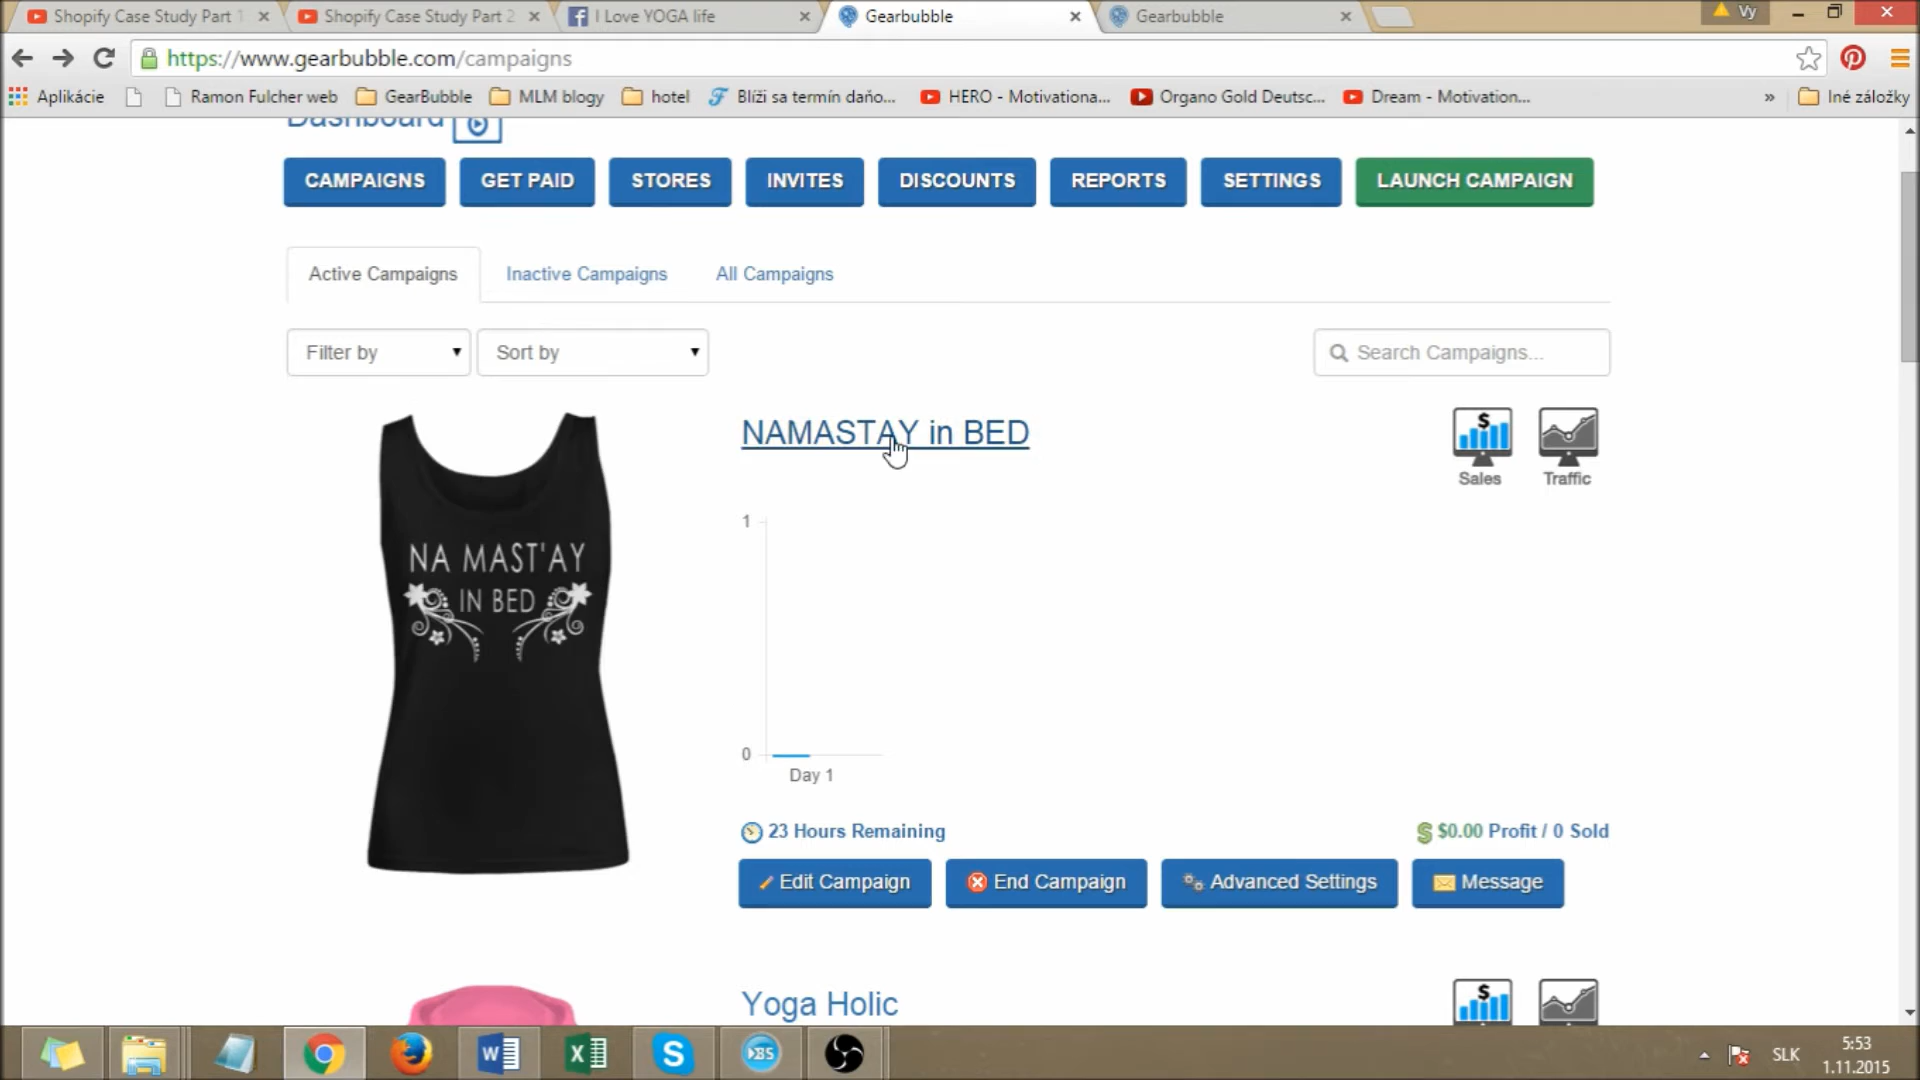 Shopify Case Study Part 1
Shopify Case Study Part 2
I Love YOGA life
Gearbubble
Gearbubble
Vy
https://www.gearbubble.com/campaigns
Aplikácie
Ramon Fulcher web
GearBubble
MLM blogy
hotel
Blíži sa termín daňo...
HERO - Motivationa...
Organo Gold Deutsc...
Dream - Motivation...
»
Iné záložky
Dashboard
CAMPAIGNS
GET PAID
STORES
INVITES
DISCOUNTS
REPORTS
SETTINGS
LAUNCH CAMPAIGN
Active Campaigns
Inactive Campaigns
All Campaigns
Filter by
Sort by
Search Campaigns...
NAMASTAY in BED
Sales
Traffic
NA MAST'AY
IN BED
1
0
Day 1
23 Hours Remaining
$0.00 Profit / 0 Sold
Edit Campaign
End Campaign
Advanced Settings
Message
Yoga Holic
SLK
5:53
1.11.2015